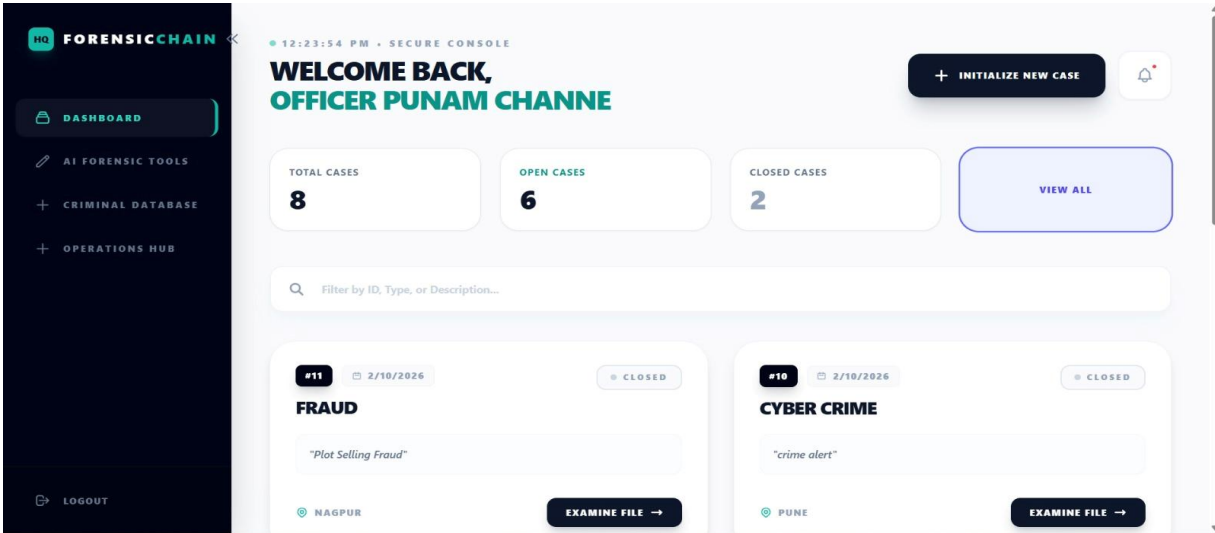 HQ FORENSICCHAIN
DASHBOARD
AI FORENSIC TOOLS
CRIMINAL DATABASE
OPERATIONS HUB
LOGOUT
12:23:54 PM • SECURE CONSOLE
WELCOME BACK,
OFFICER PUNAM CHANNE
INITIALIZE NEW CASE
TOTAL CASES
8
OPEN CASES
6
CLOSED CASES
2
VIEW ALL
Filter by ID, Type, or Description...
#11 2/10/2026 CLOSED
FRAUD
"Plot Selling Fraud"
NAGPUR EXAMINE FILE →
#10 2/10/2026 CLOSED
CYBER CRIME
"crime alert"
PUNE EXAMINE FILE →